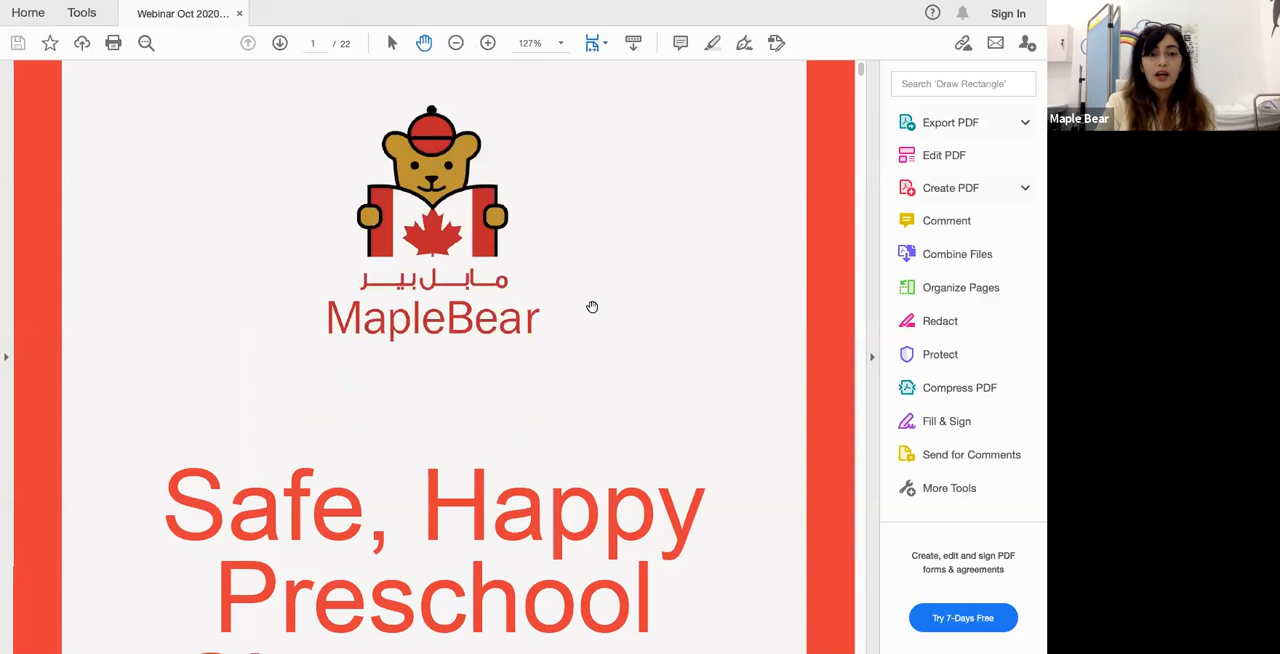 Home
Tools
Webinar Oct 2020...
Sign In
1 / 22
127%
Search 'Draw Rectangle'
Export PDF
Edit PDF
Create PDF
Comment
Combine Files
Organize Pages
Redact
Protect
Compress PDF
Fill & Sign
Send for Comments
More Tools
Create, edit and sign PDF
forms & agreements
Try 7-Days Free
Maple Bear
مابل بير
MapleBear
Safe, Happy
Preschool